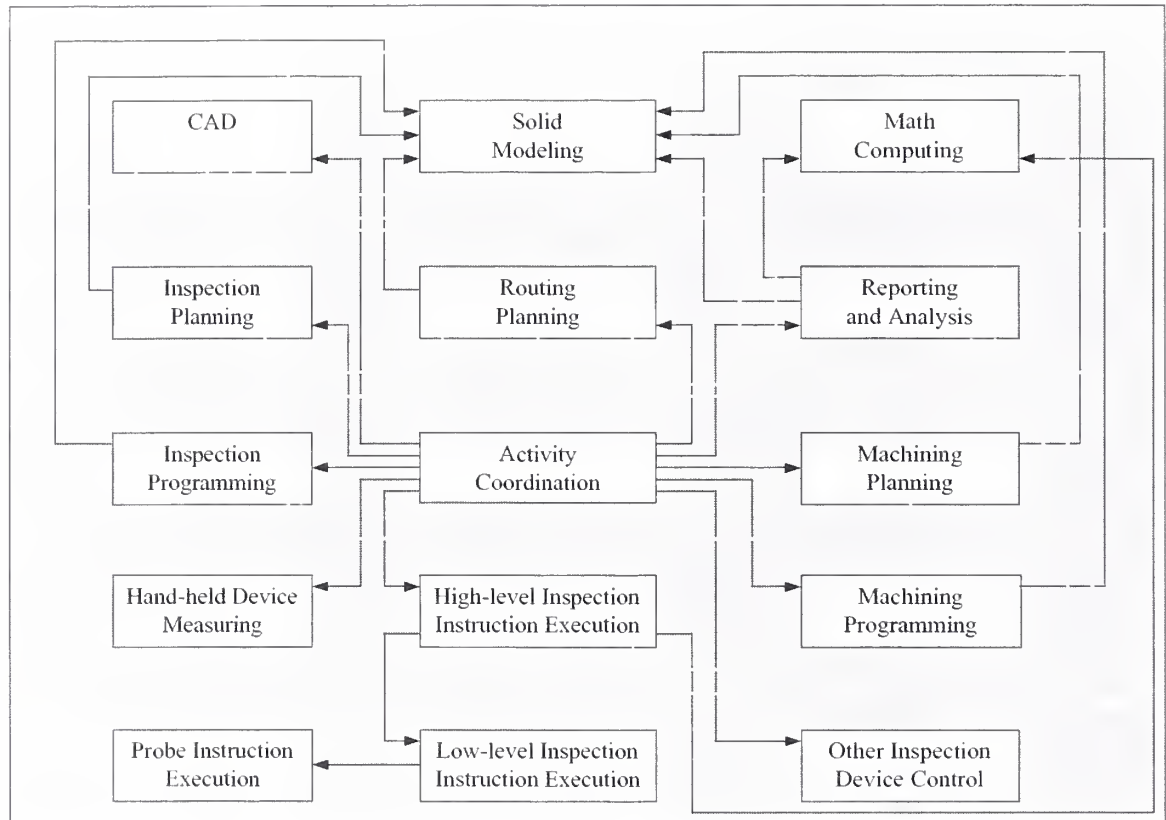 CAD
Solid
Modeling
Math
Computing
Inspection
Planning
Routing
Planning
Reporting
and Analysis
Inspection
Programming
Activity
Coordination
Machining
Planning
Hand-held Device
Measuring
High-level Inspection
Instruction Execution
Machining
Programming
Probe Instruction
Execution
Low-level Inspection
Instruction Execution
Other Inspection
Device Control